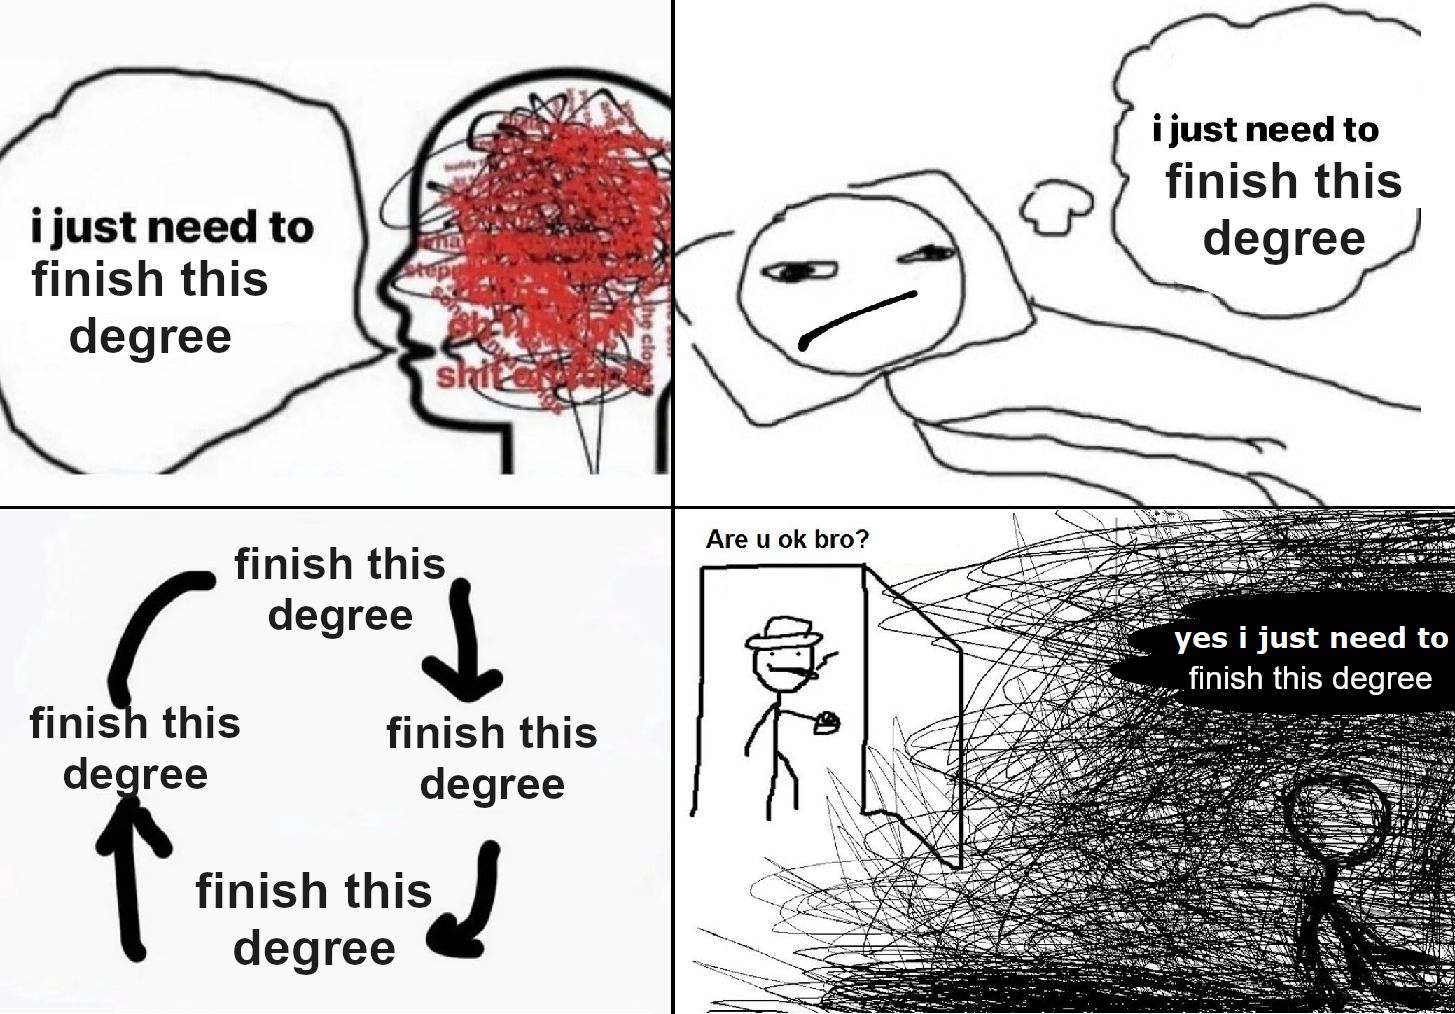 i just need to
finish this
degree
shit
i just need to
finish this
degree
finish this
degree
finish this
degree
finish this
degree
finish this
degree
Are u ok bro?
yes i just need to
finish this degree